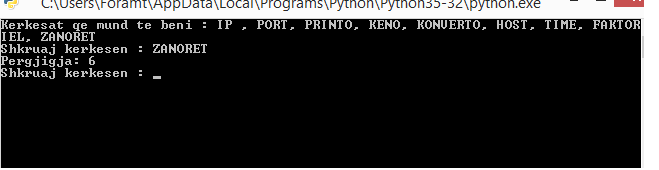 C:\Users\Foramt\AppData\Local\Programs\Python\Python35-32\python.exe
Kerkesat qe mund te beni : IP , PORT, PRINTO, KENO, KONVERTO, HOST, TIME, FAKTOR
IEL, ZANORET
Shkruaj kerkesen : ZANORET
Pergjigja: 6
Shkruaj kerkesen : _